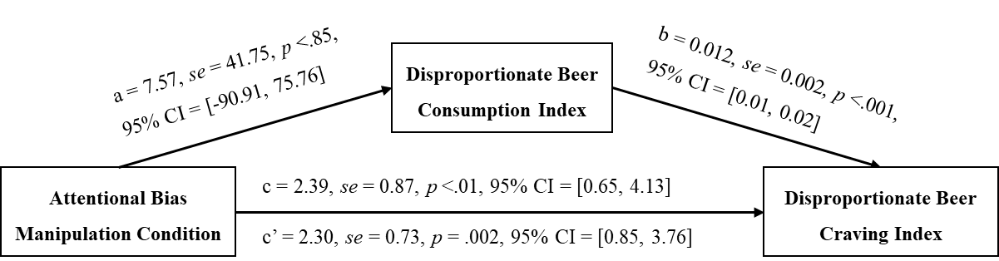 a = 7.57, se = 41.75, p <.85,
95% CI = [-90.91, 75.76]
Disproportionate Beer
Consumption Index
b = 0.012, se = 0.002, p <.001,
95% CI = [0.01, 0.02]
Attentional Bias
Manipulation Condition
c = 2.39, se = 0.87, p <.01, 95% CI = [0.65, 4.13]
c’ = 2.30, se = 0.73, p = .002, 95% CI = [0.85, 3.76]
Disproportionate Beer
Craving Index